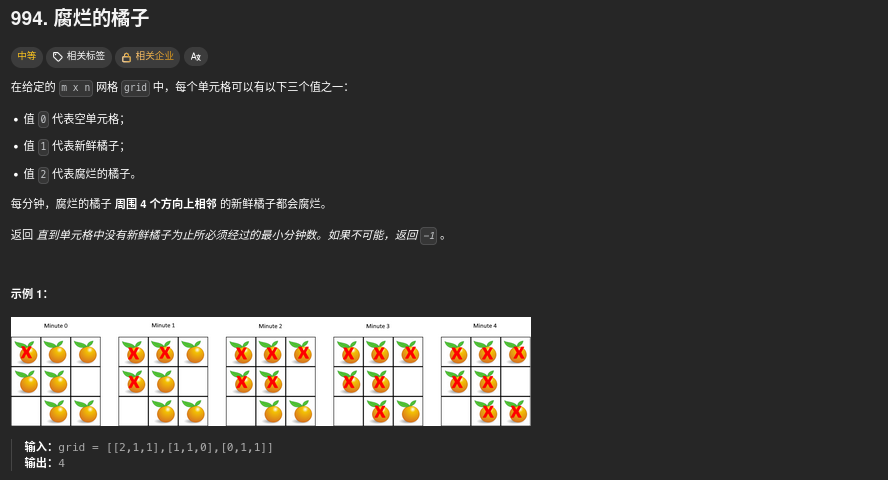 994. 腐烂的橘子
中等 相关标签 相关企业 Aあ
在给定的 m x n 网格 grid 中，每个单元格可以有以下三个值之一：
• 值 0 代表空单元格；
• 值 1 代表新鲜橘子；
• 值 2 代表腐烂的橘子。
每分钟，腐烂的橘子 周围 4 个方向上相邻 的新鲜橘子都会腐烂。
返回 直到单元格中没有新鲜橘子为止所必须经过的最小分钟数。如果不可能，返回 -1 。
示例 1：
Minute 0 Minute 1 Minute 2 Minute 3 Minute 4
输入：grid = [[2,1,1],[1,1,0],[0,1,1]]
输出：4